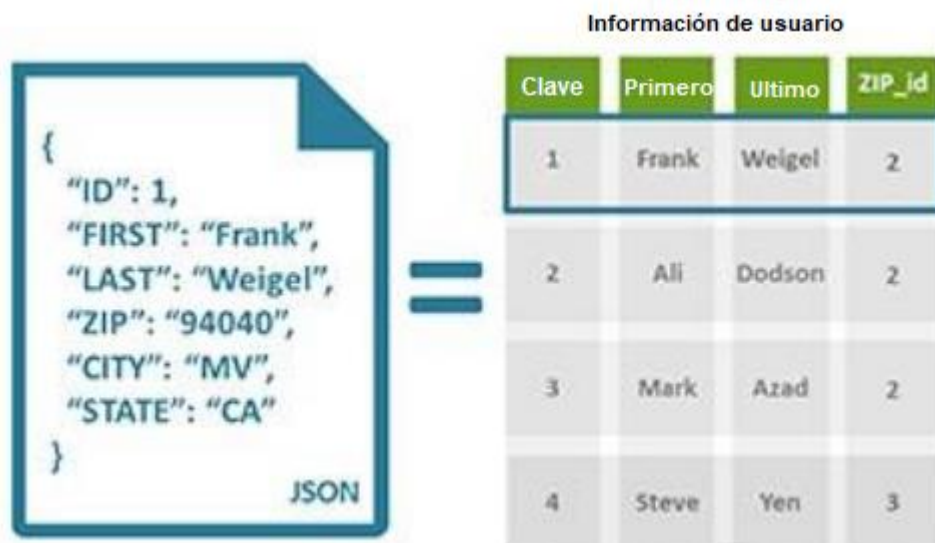 Información de usuario
{
"ID": 1,
"FIRST": "Frank",
"LAST": "Weigel",
"ZIP": "94040",
"CITY": "MV",
"STATE": "CA"
}
JSON
=
Clave Primero Ultimo ZIP_id
1 Frank Weigel 2
2 Ali Dodson 2
3 Mark Azad 2
4 Steve Yen 3